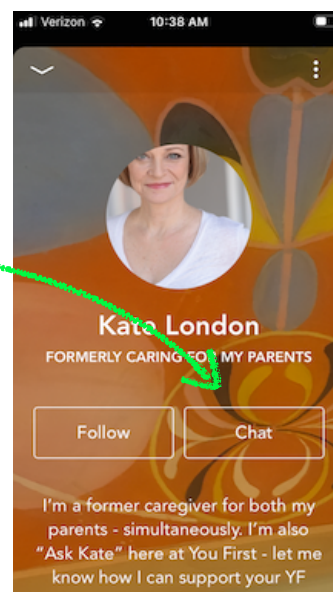 Verizon 10:38 AM
Kate London
FORMERLY CARING FOR MY PARENTS
Follow Chat
I'm a former caregiver for both my
parents - simultaneously. I'm also
"Ask Kate" here at You First - let me
know how I can support your YF